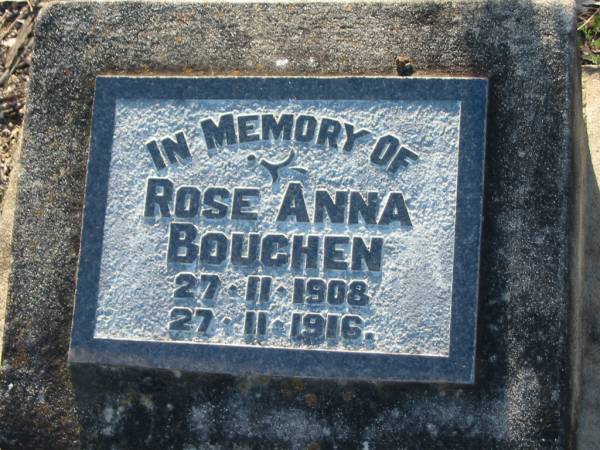 IN MEMORY OF
ROSE ANNA
BOUCHEN
27·11·1908
27·11·1916.